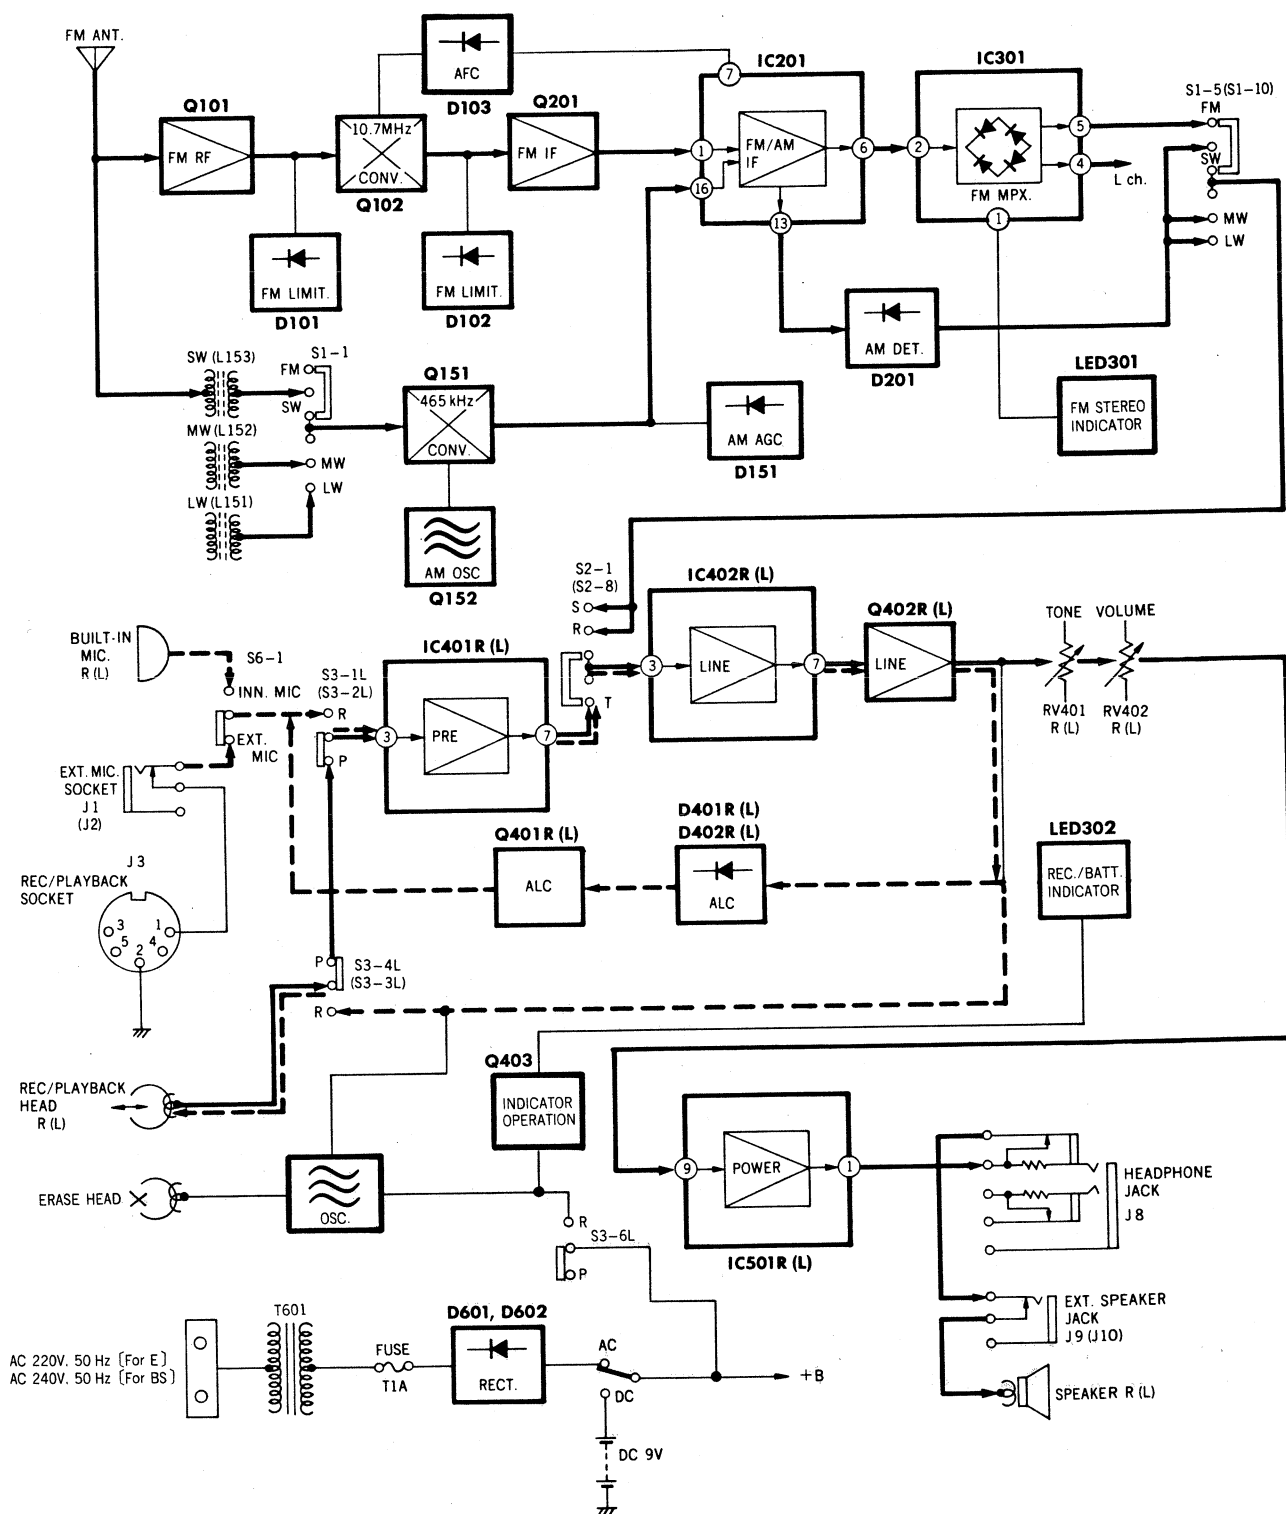 FM ANT.
Q101
FM RF
10.7MHz
CONV.
Q102
AFC
D103
Q201
FM IF
IC201
7
1
16
FM/AM
IF
6
13
IC301
2
5
4
1
FM MPX.
L ch.
S1-5(S1-10)
FM
SW
MW
LW
FM LIMIT.
D101
FM LIMIT.
D102
AM DET.
D201
LED301
FM STEREO
INDICATOR
SW (L153)
MW(L152)
LW(L151)
S1-1
FM
SW
MW
LW
Q151
465 kHz
CONV.
AM OSC
Q152
AM AGC
D151
BUILT-IN
MIC.
R (L)
S6-1
INN. MIC
EXT.
MIC
S3-1L
(S3-2L)
R
P
IC401R (L)
3
PRE
7
S2-1
(S2-8)
S
R
T
IC402R (L)
3
LINE
7
Q402R (L)
LINE
TONE
VOLUME
RV401
R (L)
RV402
R (L)
EXT. MIC.
SOCKET
J1
(J2)
J3
REC/PLAYBACK
SOCKET
3
1
5
4
2
Q401R (L)
ALC
D401R (L)
D402R (L)
ALC
LED302
REC./BATT.
INDICATOR
P
S3-4L
(S3-3L)
R
REC/PLAYBACK
HEAD
R (L)
ERASE HEAD
OSC.
Q403
INDICATOR
OPERATION
R
S3-6L
P
9
POWER
1
IC501R (L)
HEADPHONE
JACK
J8
EXT. SPEAKER
JACK
J9 (J10)
SPEAKER R (L)
AC 220V. 50 Hz (For E)
AC 240V. 50 Hz (For BS)
T601
FUSE
T1A
D601, D602
RECT.
AC
DC
+B
DC 9V